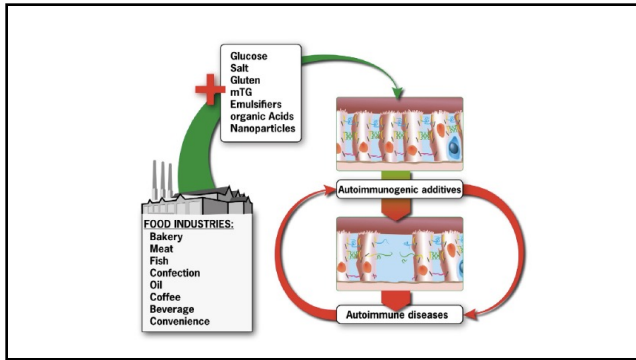 Glucose
Salt
Gluten
mTG
Emulsifiers
organic Acids
Nanoparticles
FOOD INDUSTRIES:
Bakery
Meat
Fish
Confection
Oil
Coffee
Beverage
Convenience
Autoimmunogenic additives
Autoimmune diseases